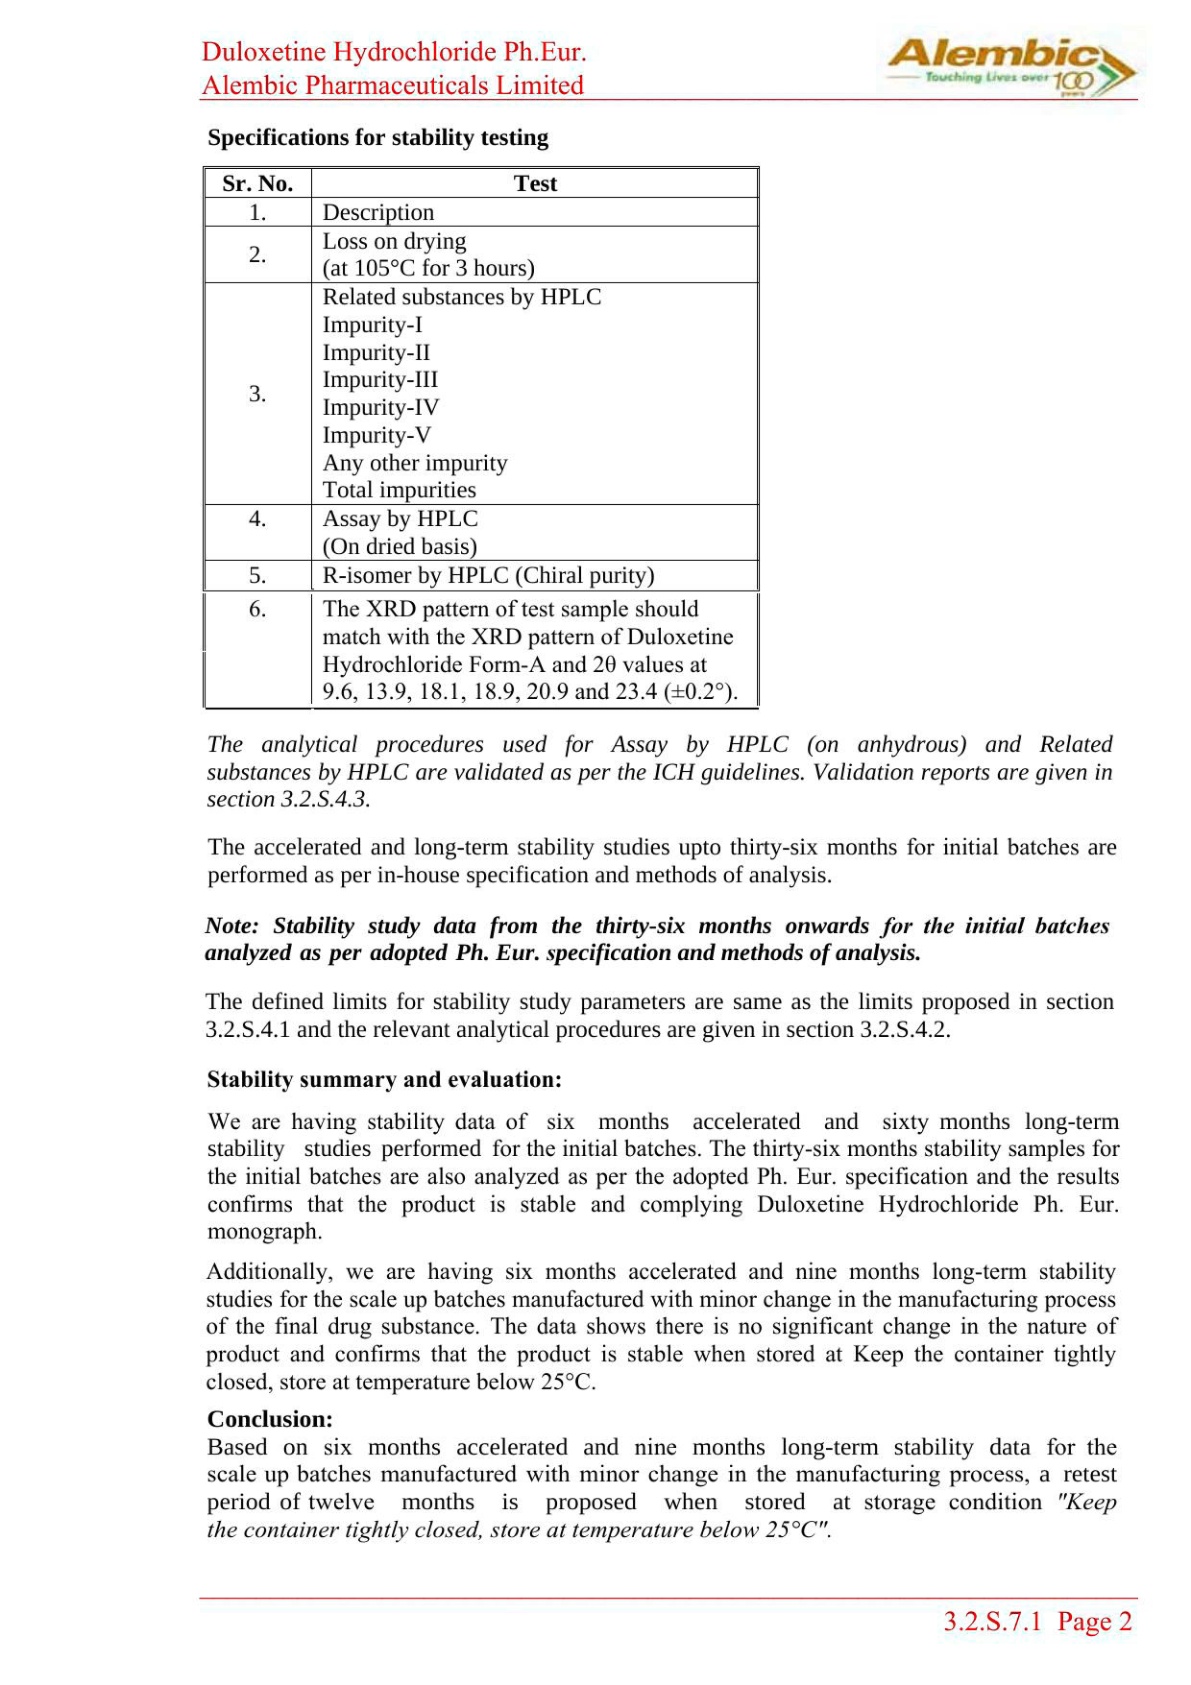 Duloxetine Hydrochloride Ph.Eur.
Alembic Pharmaceuticals Limited
Alembic
Touching Lives over 100
years
Specifications for stability testing
Sr. No. Test
1. Description
2. Loss on drying
(at 105°C for 3 hours)
3. Related substances by HPLC
Impurity-I
Impurity-II
Impurity-III
Impurity-IV
Impurity-V
Any other impurity
Total impurities
4. Assay by HPLC
(On dried basis)
5. R-isomer by HPLC (Chiral purity)
6. The XRD pattern of test sample should
match with the XRD pattern of Duloxetine
Hydrochloride Form-A and 2θ values at
9.6, 13.9, 18.1, 18.9, 20.9 and 23.4 (±0.2°).
The analytical procedures used for Assay by HPLC (on anhydrous) and Related
substances by HPLC are validated as per the ICH guidelines. Validation reports are given in
section 3.2.S.4.3.
The accelerated and long-term stability studies upto thirty-six months for initial batches are
performed as per in-house specification and methods of analysis.
Note: Stability study data from the thirty-six months onwards for the initial batches
analyzed as per adopted Ph. Eur. specification and methods of analysis.
The defined limits for stability study parameters are same as the limits proposed in section
3.2.S.4.1 and the relevant analytical procedures are given in section 3.2.S.4.2.
Stability summary and evaluation:
We are having stability data of six months accelerated and sixty months long-term
stability studies performed for the initial batches. The thirty-six months stability samples for
the initial batches are also analyzed as per the adopted Ph. Eur. specification and the results
confirms that the product is stable and complying Duloxetine Hydrochloride Ph. Eur.
monograph.
Additionally, we are having six months accelerated and nine months long-term stability
studies for the scale up batches manufactured with minor change in the manufacturing process
of the final drug substance. The data shows there is no significant change in the nature of
product and confirms that the product is stable when stored at Keep the container tightly
closed, store at temperature below 25°C.
Conclusion:
Based on six months accelerated and nine months long-term stability data for the
scale up batches manufactured with minor change in the manufacturing process, a retest
period of twelve months is proposed when stored at storage condition "Keep
the container tightly closed, store at temperature below 25°C".
3.2.S.7.1 Page 2